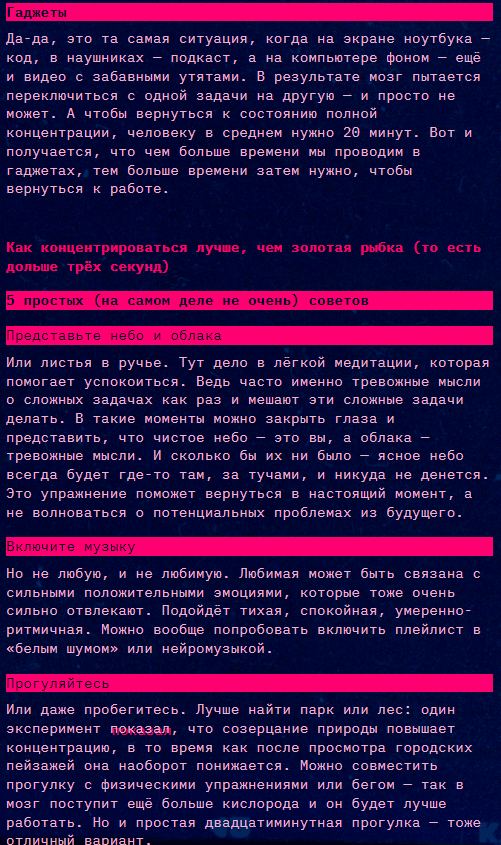 Гаджеты
Да-да, это та самая ситуация, когда на экране ноутбука —
код, в наушниках — подкаст, а на компьютере фоном — ещё
и видео с забавными утятами. В результате мозг пытается
переключиться с одной задачи на другую — и просто не
может. А чтобы вернуться к состоянию полной
концентрации, человеку в среднем нужно 20 минут. Вот и
получается, что чем больше времени мы проводим в
гаджетах, тем больше времени затем нужно, чтобы
вернуться к работе.
Как концентрироваться лучше, чем золотая рыбка (то есть
дольше трёх секунд)
5 простых (на самом деле не очень) советов
Представьте небо и облака
Или листья в ручье. Тут дело в лёгкой медитации, которая
помогает успокоиться. Ведь часто именно тревожные мысли
о сложных задачах как раз и мешают эти сложные задачи
делать. В такие моменты можно закрыть глаза и
представить, что чистое небо — это вы, а облака —
тревожные мысли. И сколько бы их ни было — ясное небо
всегда будет где-то там, за тучами, и никуда не денется.
Это упражнение поможет вернуться в настоящий момент, а
не волноваться о потенциальных проблемах из будущего.
Включите музыку
Но не любую, и не любимую. Любимая может быть связана с
сильными положительными эмоциями, которые тоже очень
сильно отвлекают. Подойдёт тихая, спокойная, умеренно-
ритмичная. Можно вообще попробовать включить плейлист в
«белым шумом» или нейромузыкой.
Прогуляйтесь
Или даже пробегитесь. Лучше найти парк или лес: один
эксперимент показал, что созерцание природы повышает
концентрацию, в то время как после просмотра городских
пейзажей она наоборот понижается. Можно совместить
прогулку с физическими упражнениями или бегом — так в
мозг поступит ещё больше кислорода и он будет лучше
работать. Но и простая двадцатиминутная прогулка — тоже
отличный вариант.